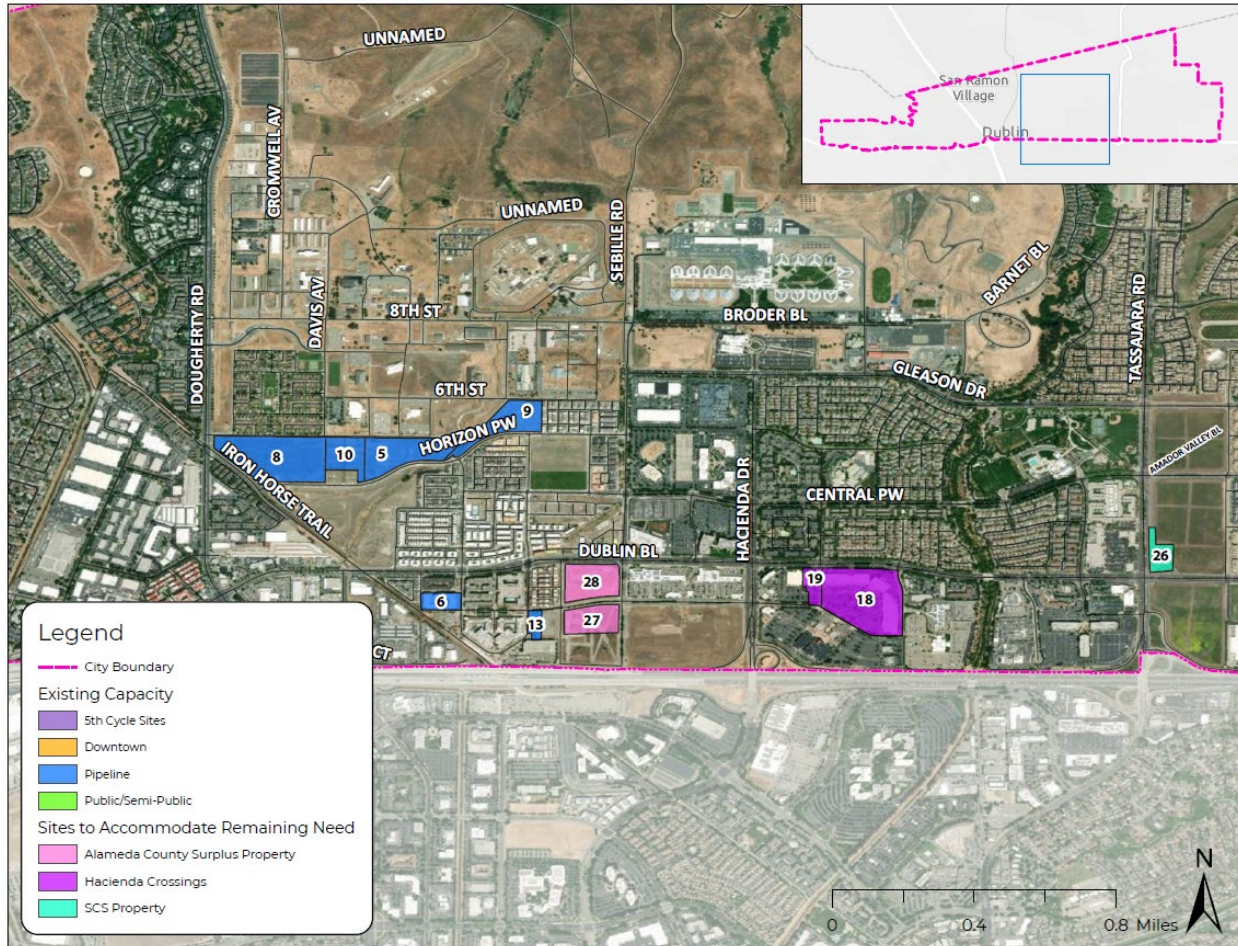 UNNAMED
San Ramon
Village
Dublin
CROMWELL AV
UNNAMED
SEBILLE RD
BARNET BL
DOUGHERTY RD
DAVIS AV
8TH ST
BRODER BL
TASSAJARA RD
6TH ST
GLEASON DR
9
HORIZON PW
8
10
5
IRON HORSE TRAIL
HACIENDA DR
AMADOR VALLEY BL
CENTRAL PW
DUBLIN BL
26
28
19
18
6
13
27
CT
Legend
City Boundary
Existing Capacity
5th Cycle Sites
Downtown
Pipeline
Public/Semi-Public
Sites to Accommodate Remaining Need
Alameda County Surplus Property
Hacienda Crossings
SCS Property
N
0 0.4 0.8 Miles